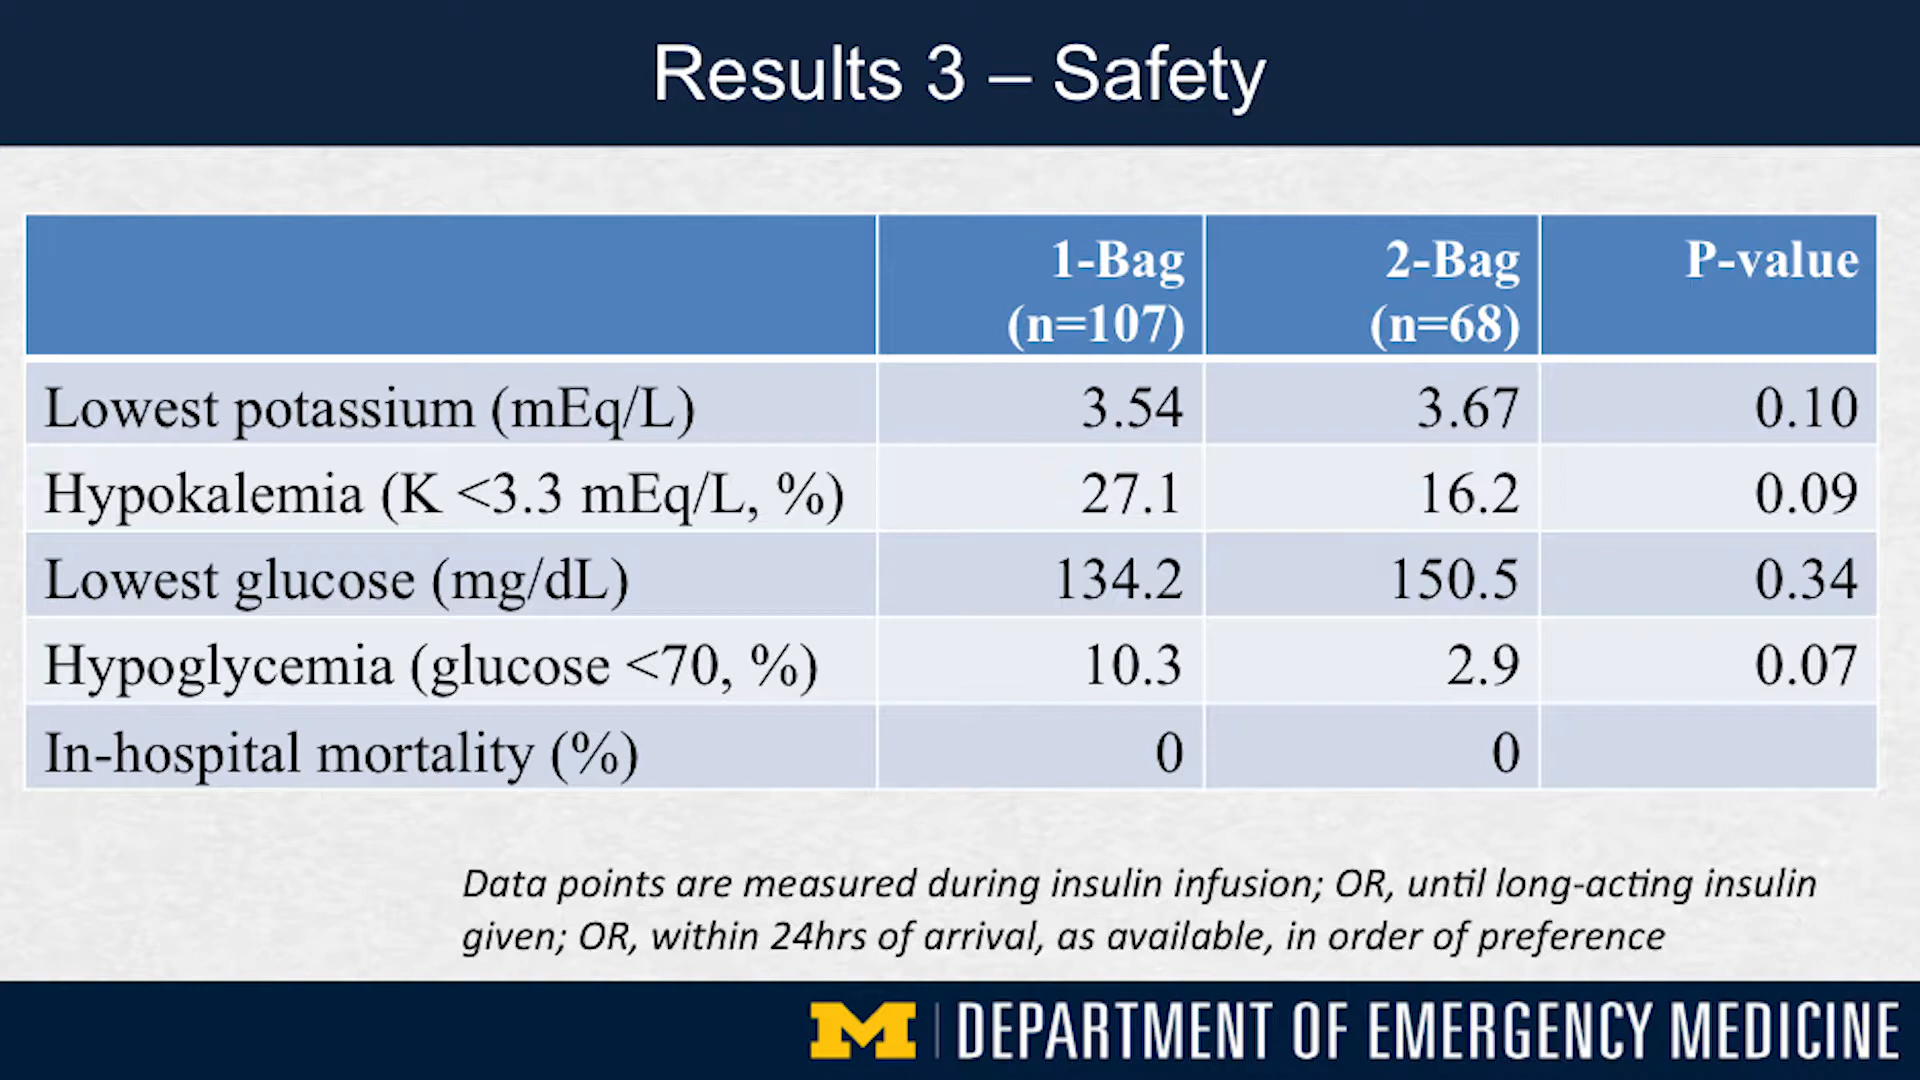 Results 3 – Safety
1-Bag (n=107) 2-Bag (n=68) P-value
Lowest potassium (mEq/L) 3.54 3.67 0.10
Hypokalemia (K <3.3 mEq/L, %) 27.1 16.2 0.09
Lowest glucose (mg/dL) 134.2 150.5 0.34
Hypoglycemia (glucose <70, %) 10.3 2.9 0.07
In-hospital mortality (%) 0 0
Data points are measured during insulin infusion; OR, until long-acting insulin
given; OR, within 24hrs of arrival, as available, in order of preference
M DEPARTMENT OF EMERGENCY MEDICINE